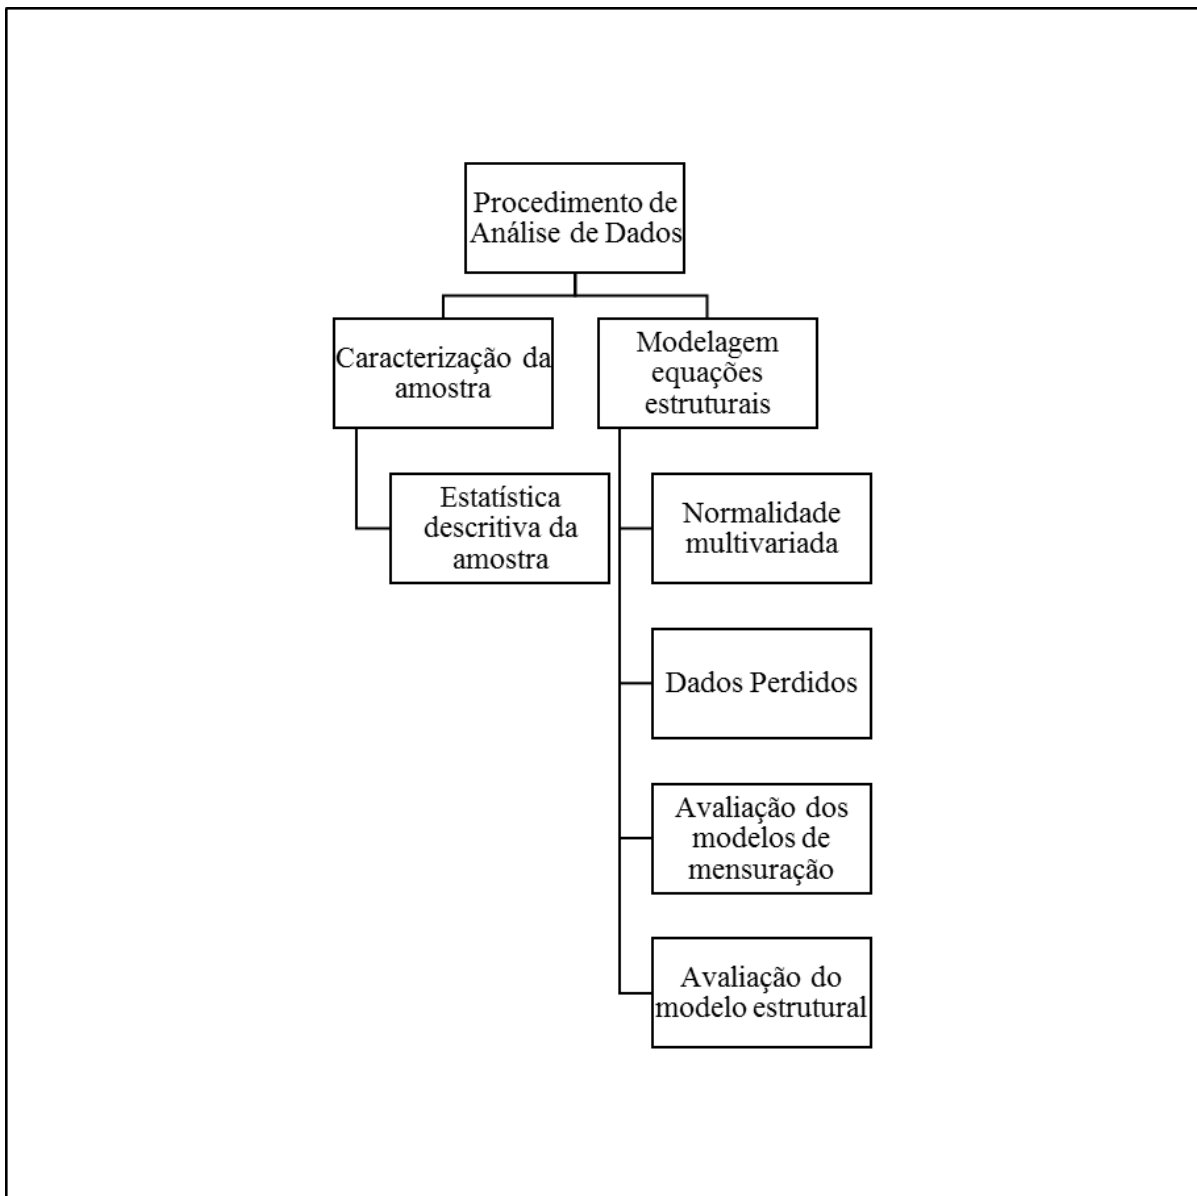 Procedimento de
Análise de Dados
Caracterização da
amostra
Modelagem
equações
estruturais
Estatística
descritiva da
amostra
Normalidade
multivariada
Dados Perdidos
Avaliação dos
modelos de
mensuração
Avaliação do
modelo estrutural